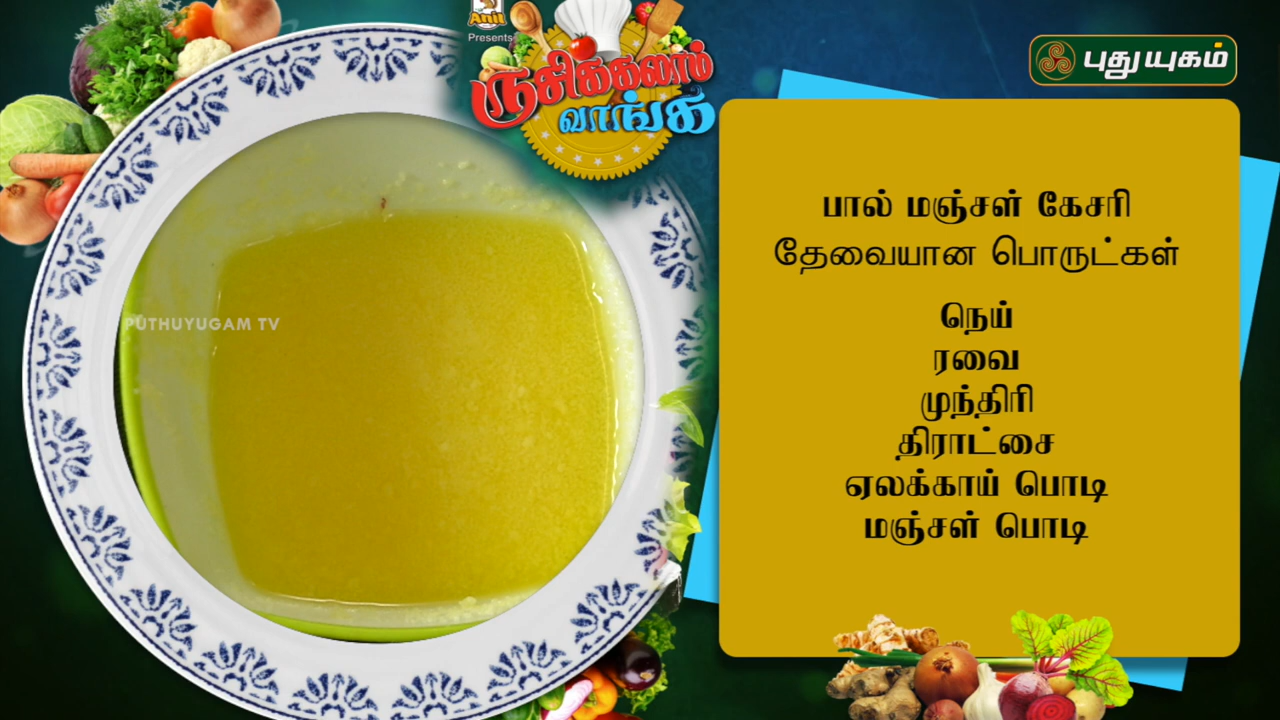 Anil
Presents
ருசிக்கலாம்
வாங்க
புதுயுகம்
பால் மஞ்சள் கேசரி
தேவையான பொருட்கள்
நெய்
ரவை
முந்திரி
திராட்சை
ஏலக்காய் பொடி
மஞ்சள் பொடி
PUTHUYUGAM TV